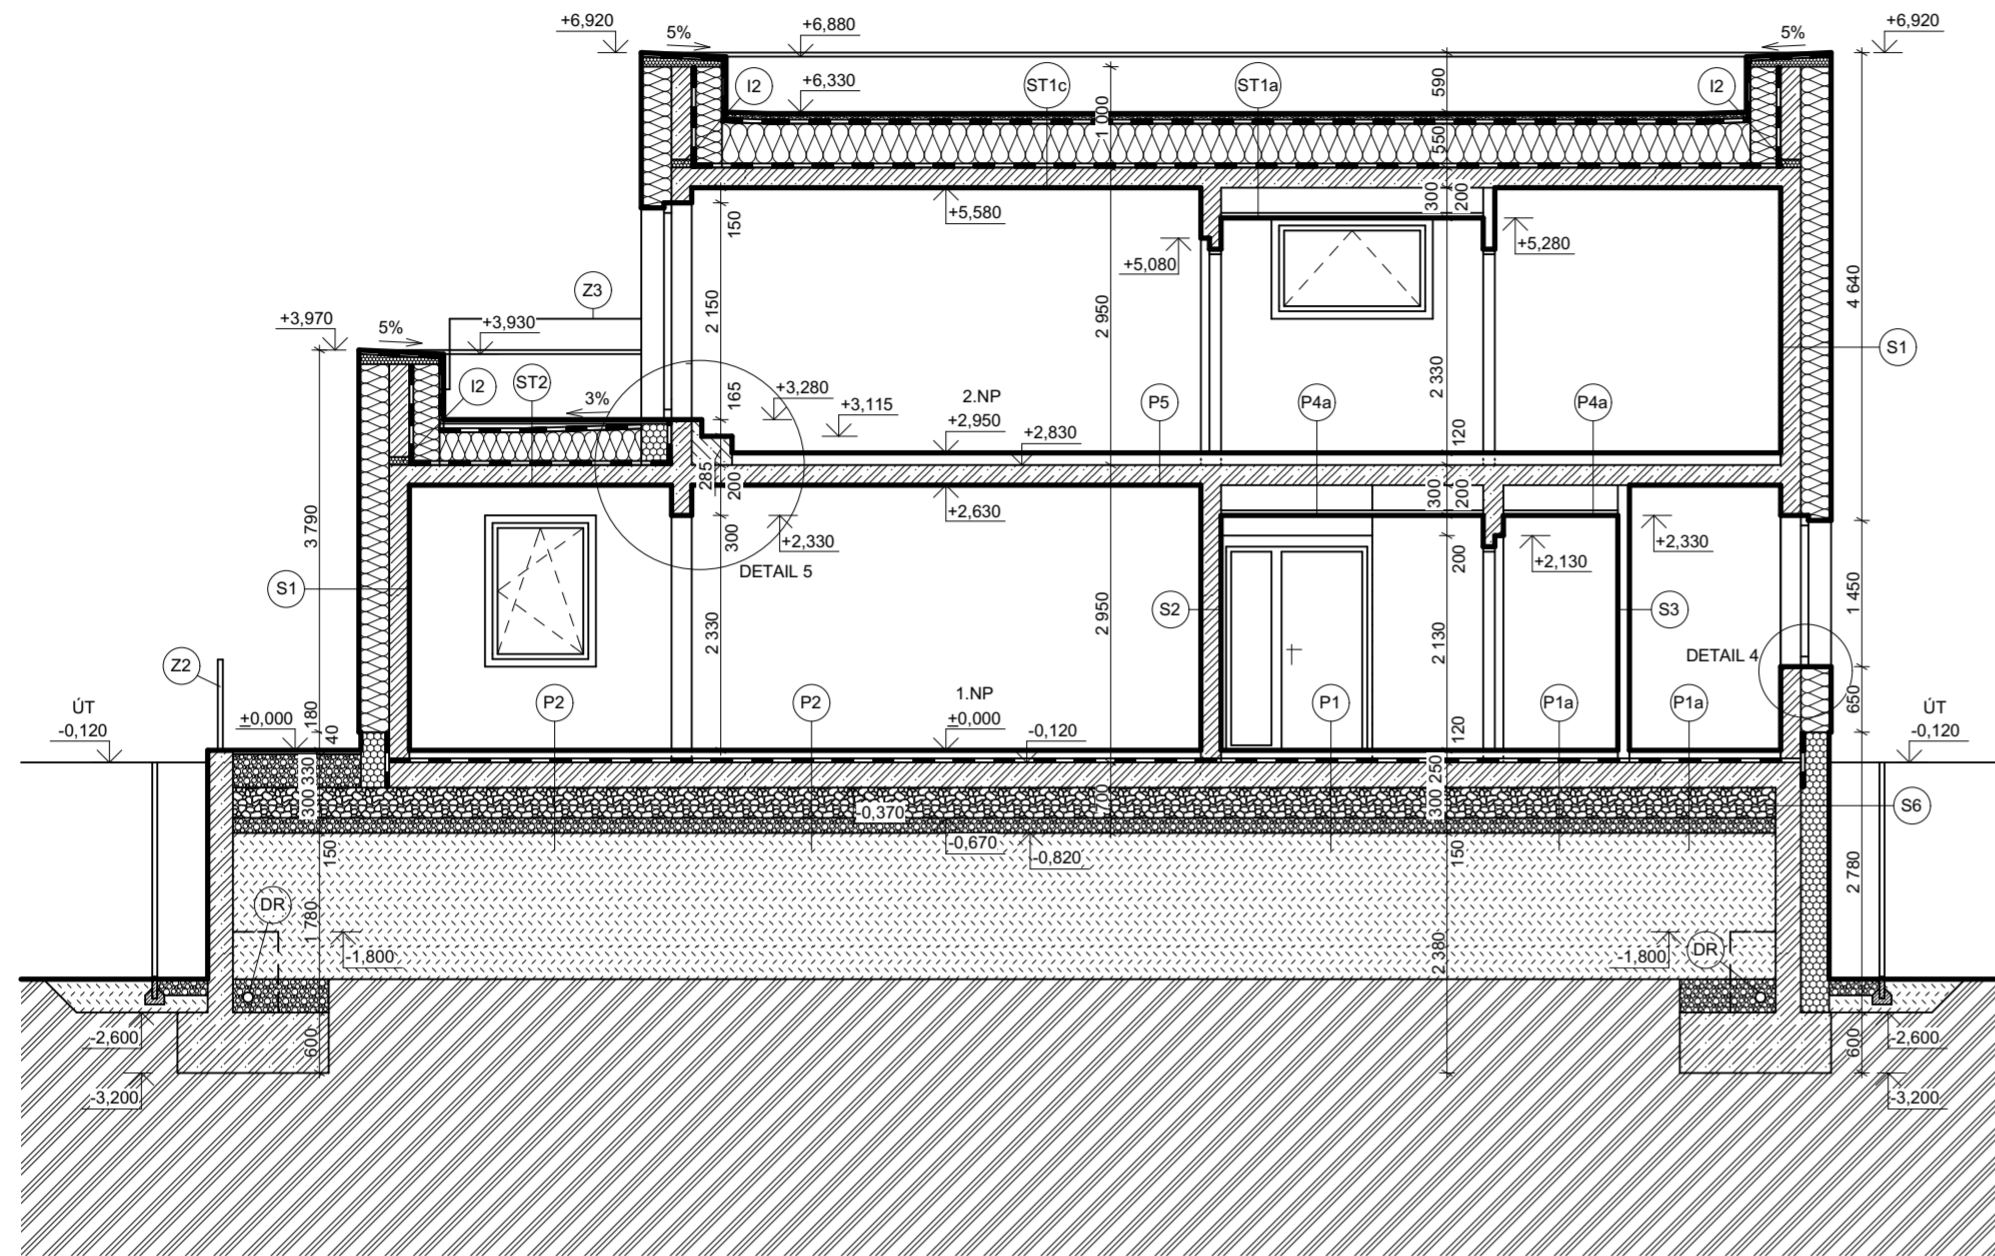 +6,920
5%
+6,880
5%
+6,920
I2
+6,330
ST1c
ST1a
I2
590
1 000
550
+5,580
300
200
150
+5,280
+5,080
Z3
4 640
+3,970
5%
+3,930
2 150
2 950
2 330
S1
I2
ST2
3%
165
+3,280
+3,115
2.NP
+2,950
+2,830
P5
P4a
P4a
120
285
200
300
200
+2,630
3 790
300
+2,330
DETAIL 5
200
+2,130
+2,330
S1
S2
S3
1 450
2 330
2 950
2 130
DETAIL 4
Z2
ÚT
-0,120
±0,000
180
40
P2
P2
1.NP
±0,000
-0,120
P1
P1a
P1a
120
650
ÚT
-0,120
330
300
250
300
700
-0,370
S6
150
-0,670
-0,820
150
2 780
DR
1 780
-1,800
2 380
-1,800
DR
-2,600
600
600
-2,600
-3,200
-3,200